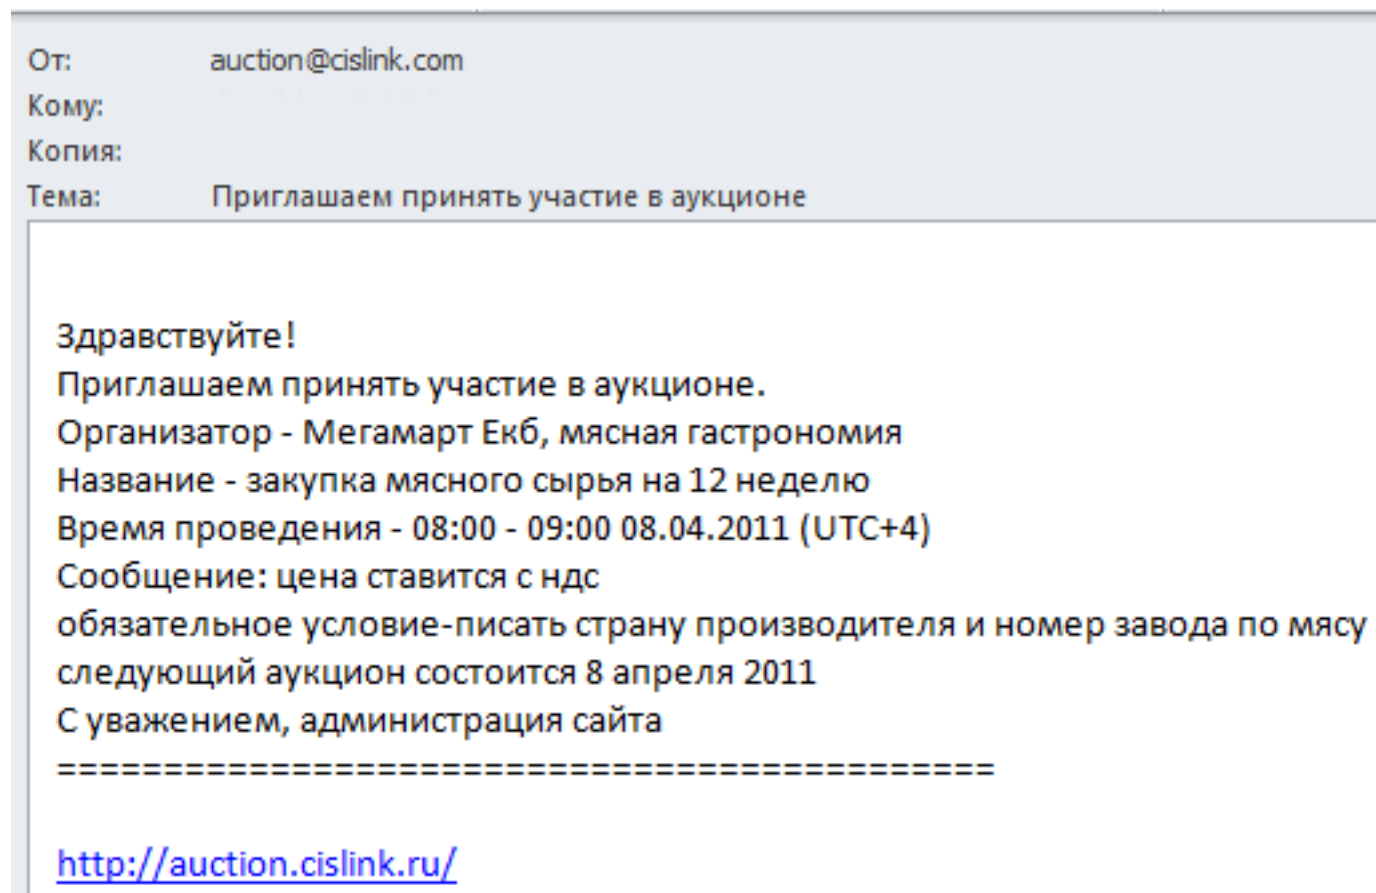 От: auction@cislink.com
Кому:
Копия:
Тема: Приглашаем принять участие в аукционе
Здравствуйте!
Приглашаем принять участие в аукционе.
Организатор - Мегамарт Екб, мясная гастрономия
Название - закупка мясного сырья на 12 неделю
Время проведения - 08:00 - 09:00 08.04.2011 (UTC+4)
Сообщение: цена ставится с ндс
обязательное условие-писать страну производителя и номер завода по мясу
следующий аукцион состоится 8 апреля 2011
С уважением, администрация сайта
============================================
http://auction.cislink.ru/